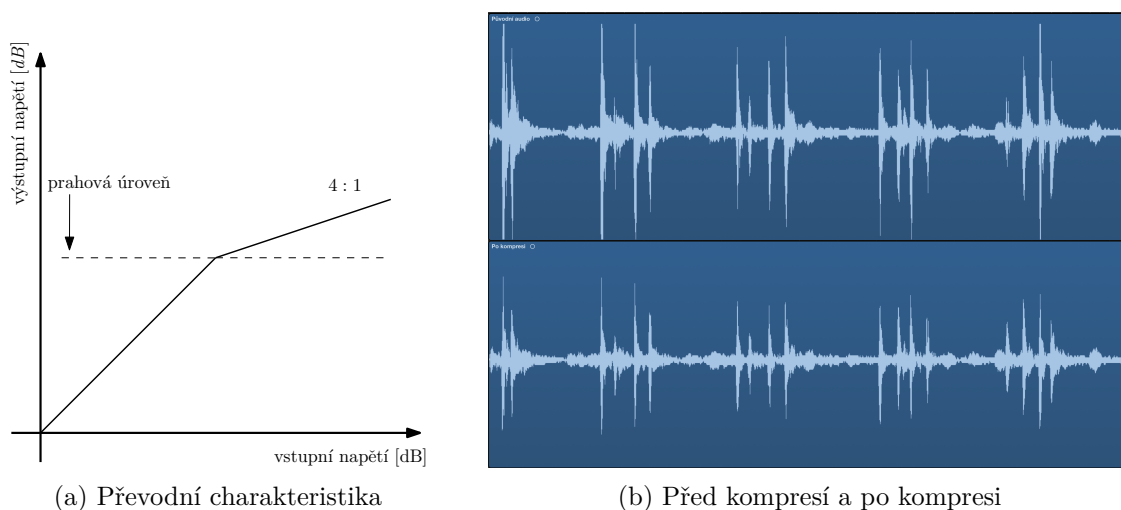 výstupní napětí [dB]
prahová úroveň
4 : 1
vstupní napětí [dB]
(a) Převodní charakteristika
Původní audio
Po kompresi
(b) Před kompresí a po kompresi